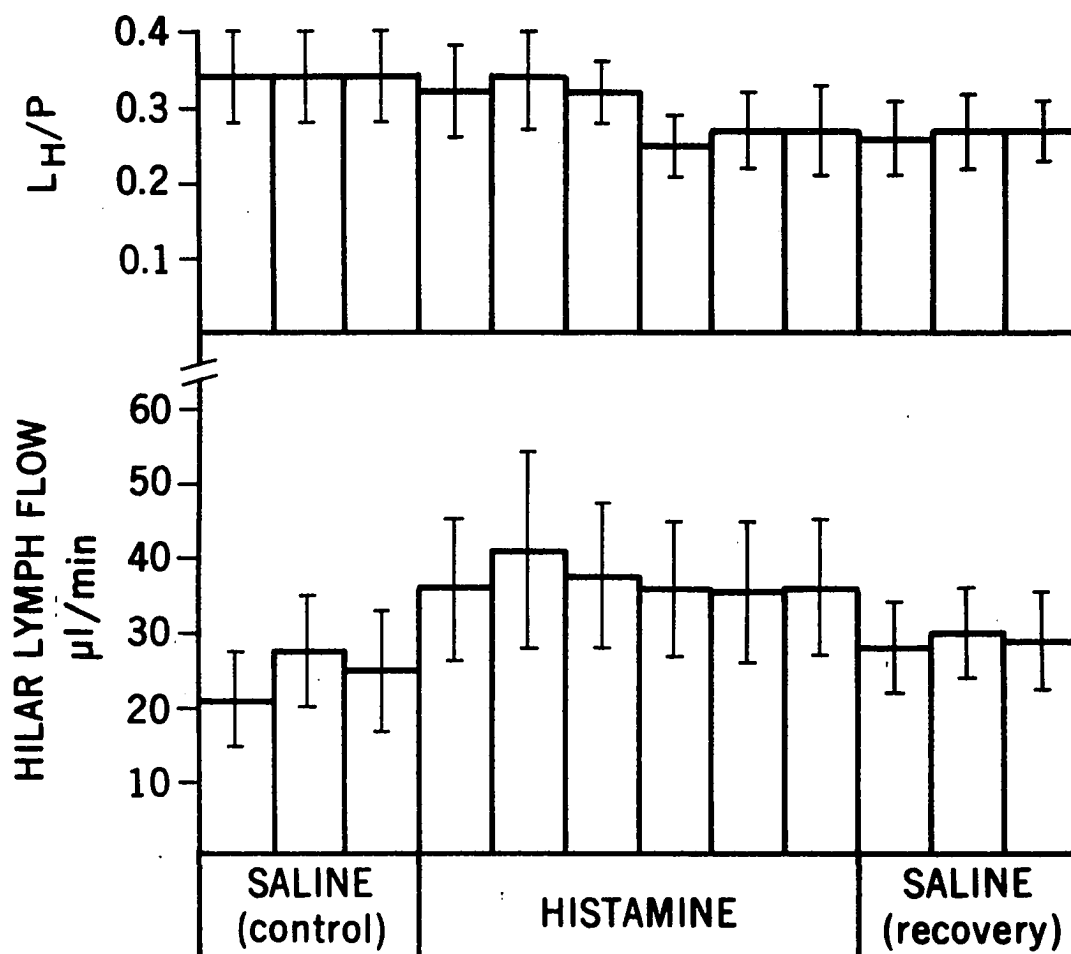 L_H/P
0.4
0.3
0.2
0.1
HILAR LYMPH FLOW
µl/min
60
50
40
30
20
10
SALINE
(control)
HISTAMINE
SALINE
(recovery)